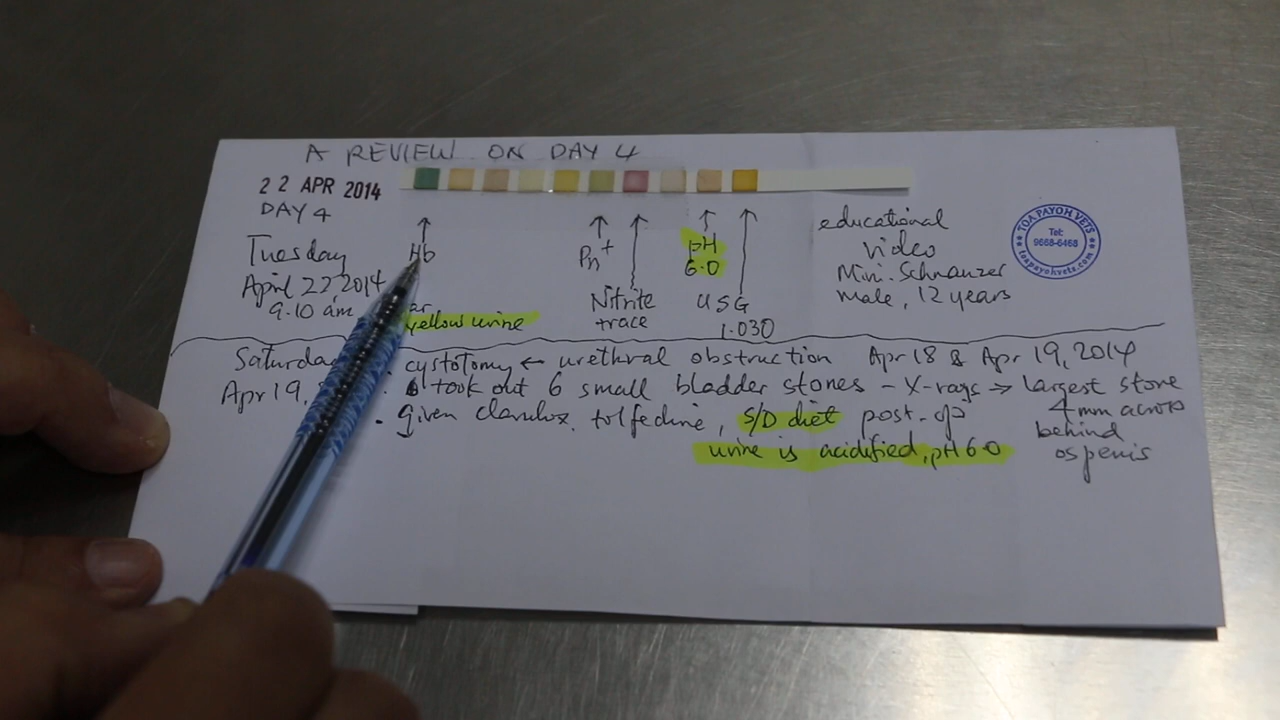 A REVIEW ON DAY 4
22 APR 2014
DAY 4
Tuesday
April 22 2014
9.10 am
Hb
yellow urine
Prn +
Nitrite
trace
pH
6.0
USG
1.030
educational
video
Min. Schnauzer
male, 12 years
TOA PAYOH VETS
Tel:
9668-6468
toapayohvets.com
cystotomy ← urethral obstruction Apr 18 & Apr 19, 2014
Apr 19, took out 6 small bladder stones - X-rays → largest stone
4mm across
behind
os penis
. given clavulox, tolfedine, S/D diet post-op
urine is acidified, pH 6.0